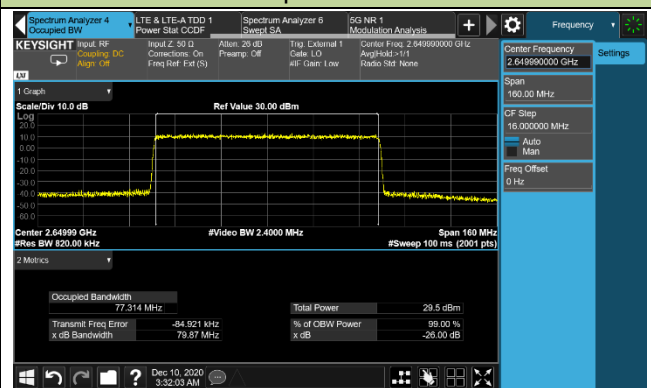 Spectrum Analyzer 4
Occupied BW
LTE & LTE-A TDD 1
Power Stat CCDF
Spectrum Analyzer 6
Swept SA
5G NR 1
Modulation Analysis
Frequency
KEYSIGHT
Input: RF
Coupling: DC
Align: Off
Input Z: 50 Ω
Corrections: On
Freq Ref: Ext (S)
Atten: 26 dB
Preamp: Off
Trig: External 1
Gate: LO
#IF Gain: Low
Center Freq: 2.649990000 GHz
Avg|Hold:>1/1
Radio Std: None
LXI
Center Frequency
2.649990000 GHz
Settings
Span
160.00 MHz
CF Step
16.000000 MHz
Auto
Man
Freq Offset
0 Hz
1 Graph
Scale/Div 10.0 dB
Ref Value 30.00 dBm
Log
20.0
10.0
0.00
-10.0
-20.0
-30.0
-40.0
-50.0
-60.0
Center 2.64999 GHz
#Video BW 2.4000 MHz
Span 160 MHz
#Res BW 820.00 kHz
#Sweep 100 ms (2001 pts)
2 Metrics
Occupied Bandwidth
77.314 MHz
Total Power
29.5 dBm
Transmit Freq Error
-84.921 kHz
% of OBW Power
99.00 %
x dB Bandwidth
79.87 MHz
x dB
-26.00 dB
?
Dec 10, 2020
3:32:03 AM